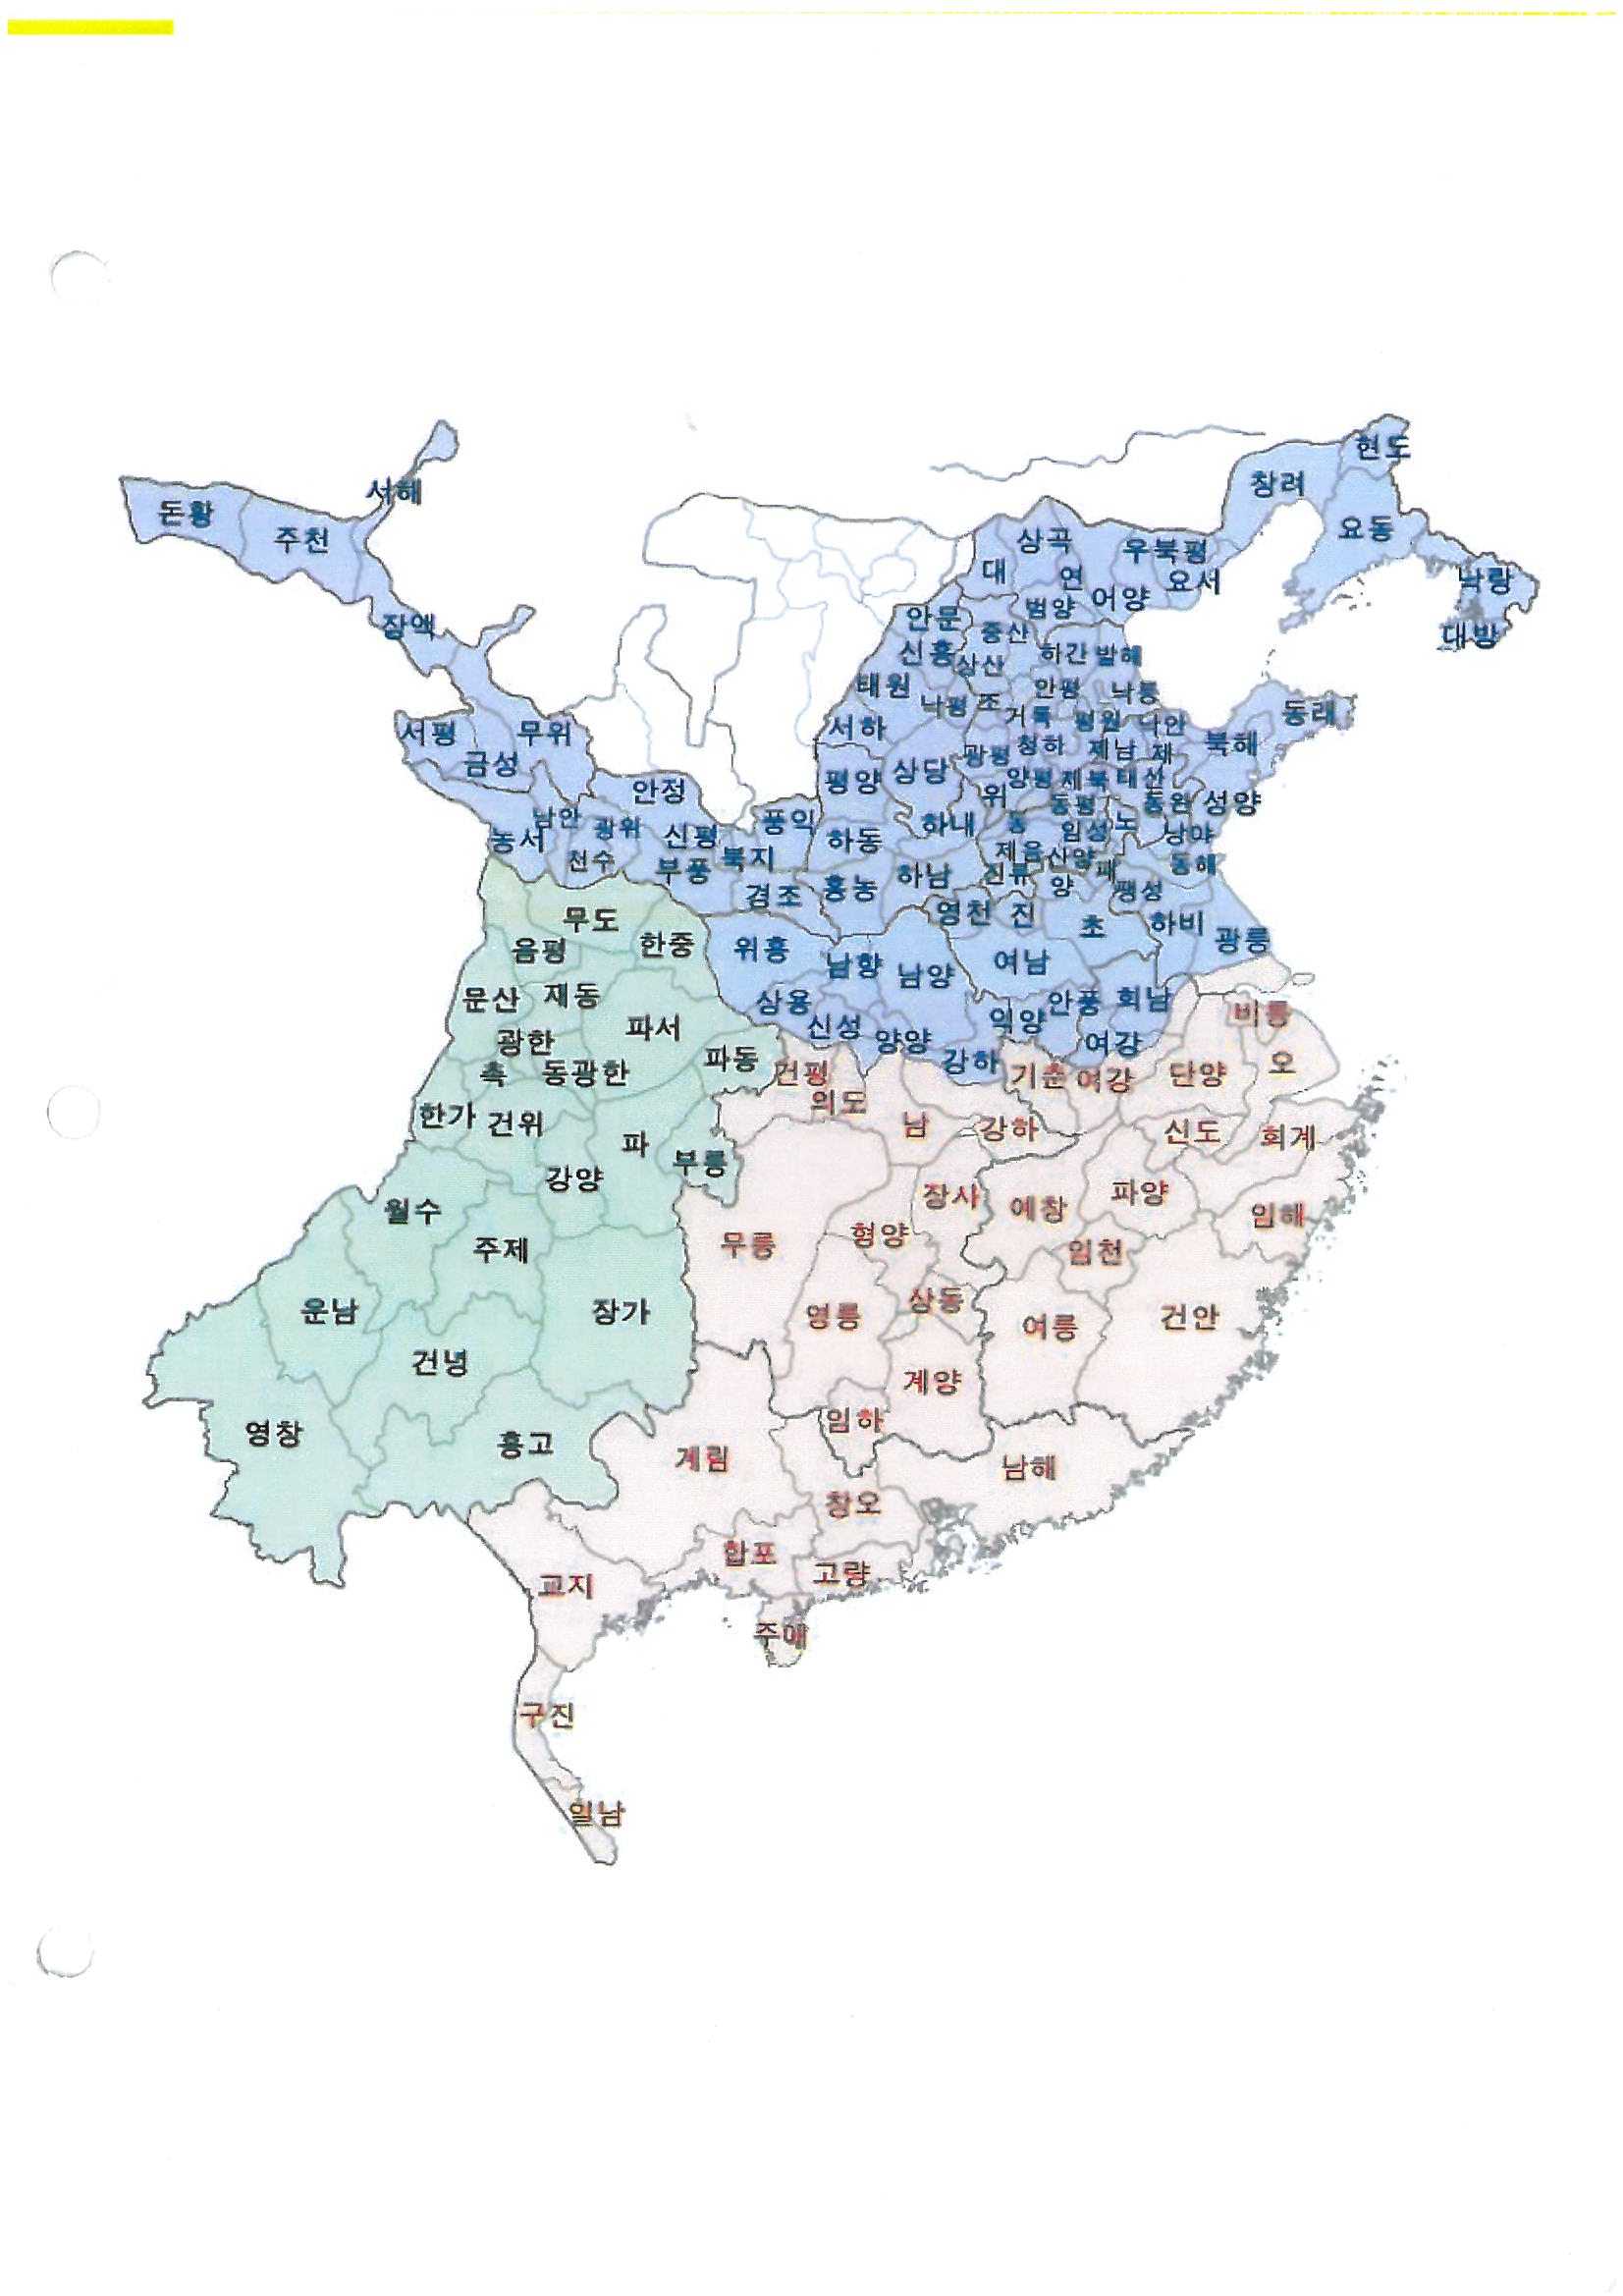 현도
창려
서해
돈황
주천
요동
상곡
우북평
대
연
요서
낙랑
어양
범양
안문
장액
중산
대방
신흥
상산
하간
발해
태원
안평
낙릉
낙평
조
거록
평원
낙안
동래
서하
서평
무위
북해
청하
제남
제
광평
금성
평양
상당
양평
제북
태산
안정
위
동평
동완
성양
남안
광위
신평
풍익
하동
하내
동
임성
노
낭야
농서
천수
부풍
북지
제음
산양
패
동해
진류
경조
홍농
하남
양
팽성
영천
진
초
하비
무도
광릉
음평
한중
위흥
남향
남양
여남
문산
재동
상용
안풍
회남
익양
비릉
파서
신성
양양
광한
여강
촉
동광한
파동
강하
건평
기춘
여강
단양
오
의도
한가
건위
남
강하
신도
회계
파
부릉
강양
장사
예창
파양
월수
임해
무릉
형양
주제
임천
운남
장가
영릉
상동
여릉
건안
건녕
계양
영창
흥고
임하
계림
남해
창오
합포
고량
교지
주애
구진
일남